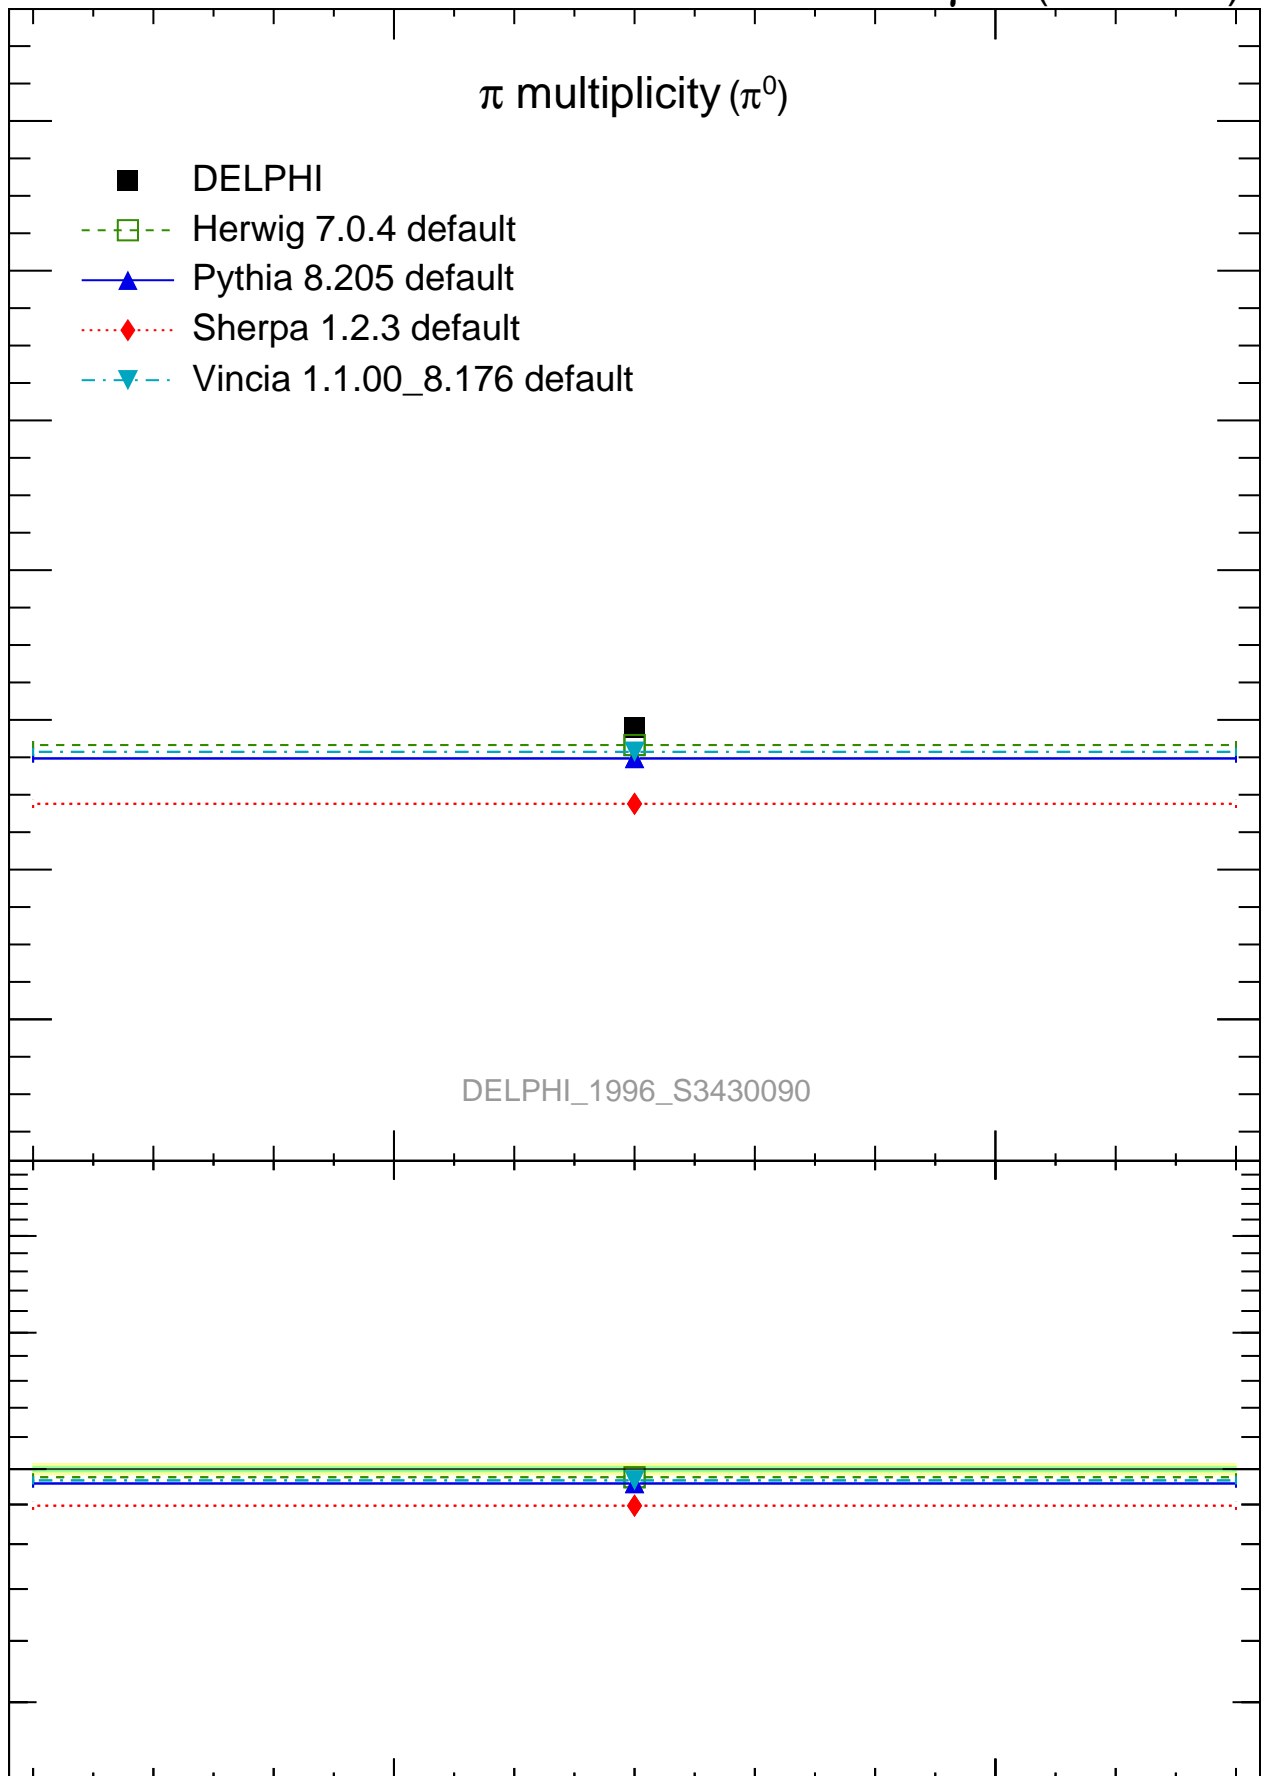 π multiplicity (π⁰)
DELPHI
Herwig 7.0.4 default
Pythia 8.205 default
Sherpa 1.2.3 default
Vincia 1.1.00_8.176 default
DELPHI_1996_S3430090